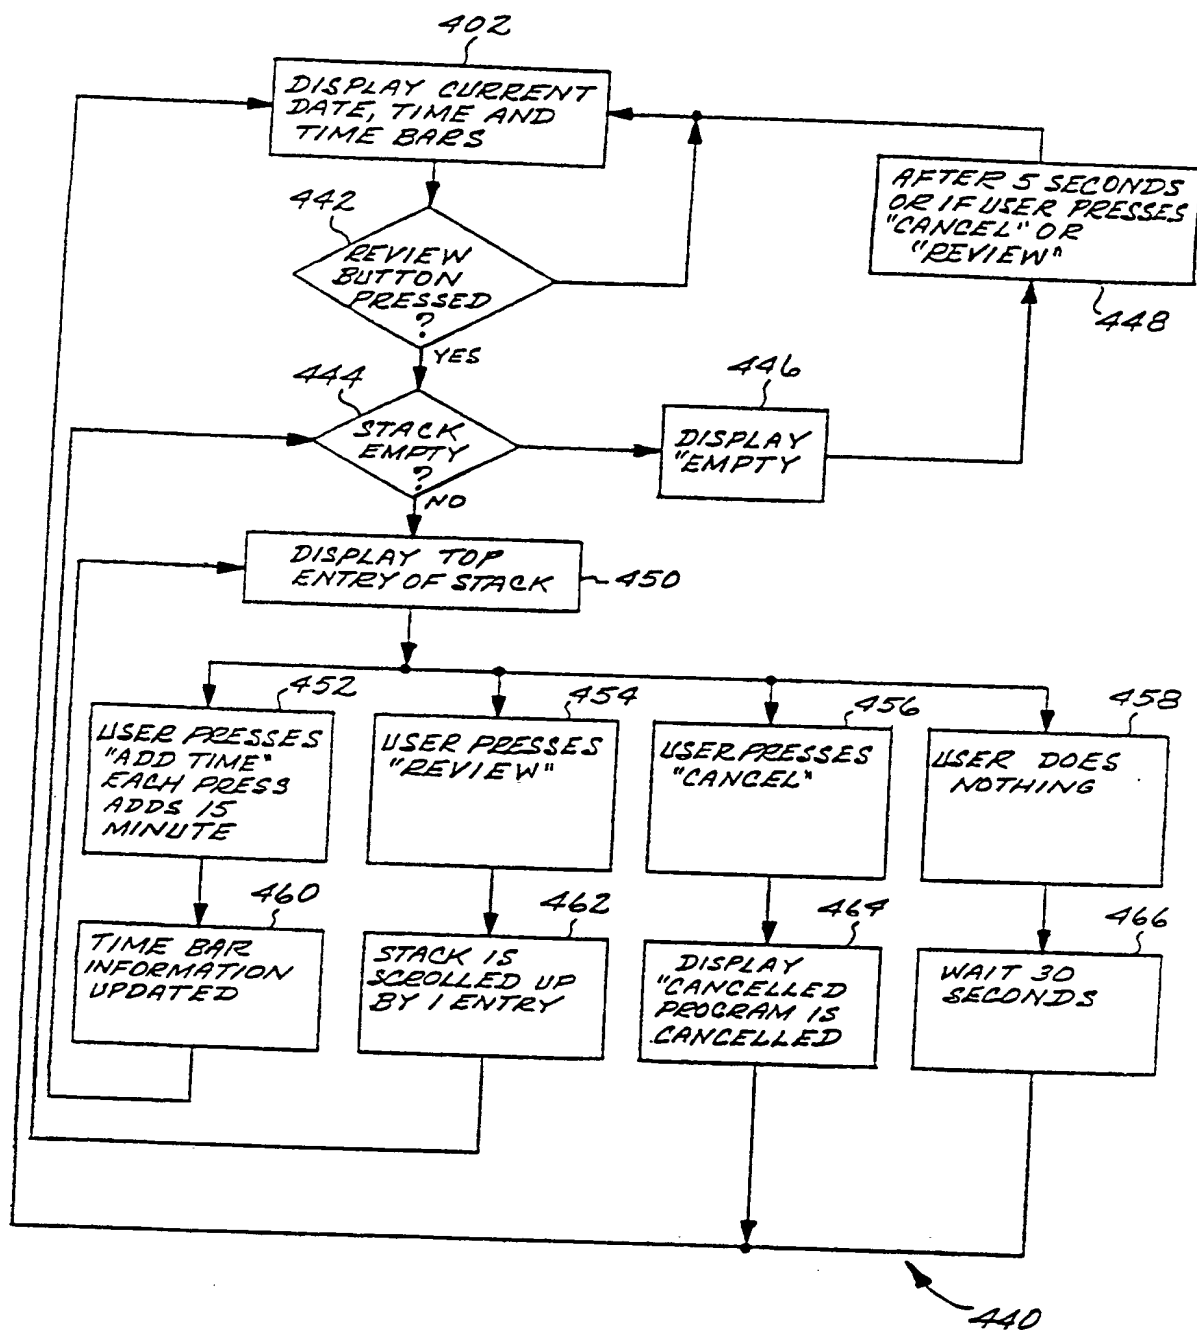 402
DISPLAY CURRENT
DATE, TIME AND
TIME BARS
442
REVIEW
BUTTON
PRESSED
?
YES
AFTER 5 SECONDS
OR IF USER PRESSES
"CANCEL" OR
"REVIEW"
448
444
STACK
EMPTY
?
NO
446
DISPLAY
"EMPTY
DISPLAY TOP
ENTRY OF STACK
450
452
USER PRESSES
"ADD TIME"
EACH PRESS
ADDS 15
MINUTE
454
USER PRESSES
"REVIEW"
456
USER PRESSES
"CANCEL"
458
USER DOES
NOTHING
460
TIME BAR
INFORMATION
UPDATED
462
STACK IS
SCROLLED UP
BY 1 ENTRY
464
DISPLAY
"CANCELLED
PROGRAM IS
CANCELLED
466
WAIT 30
SECONDS
440